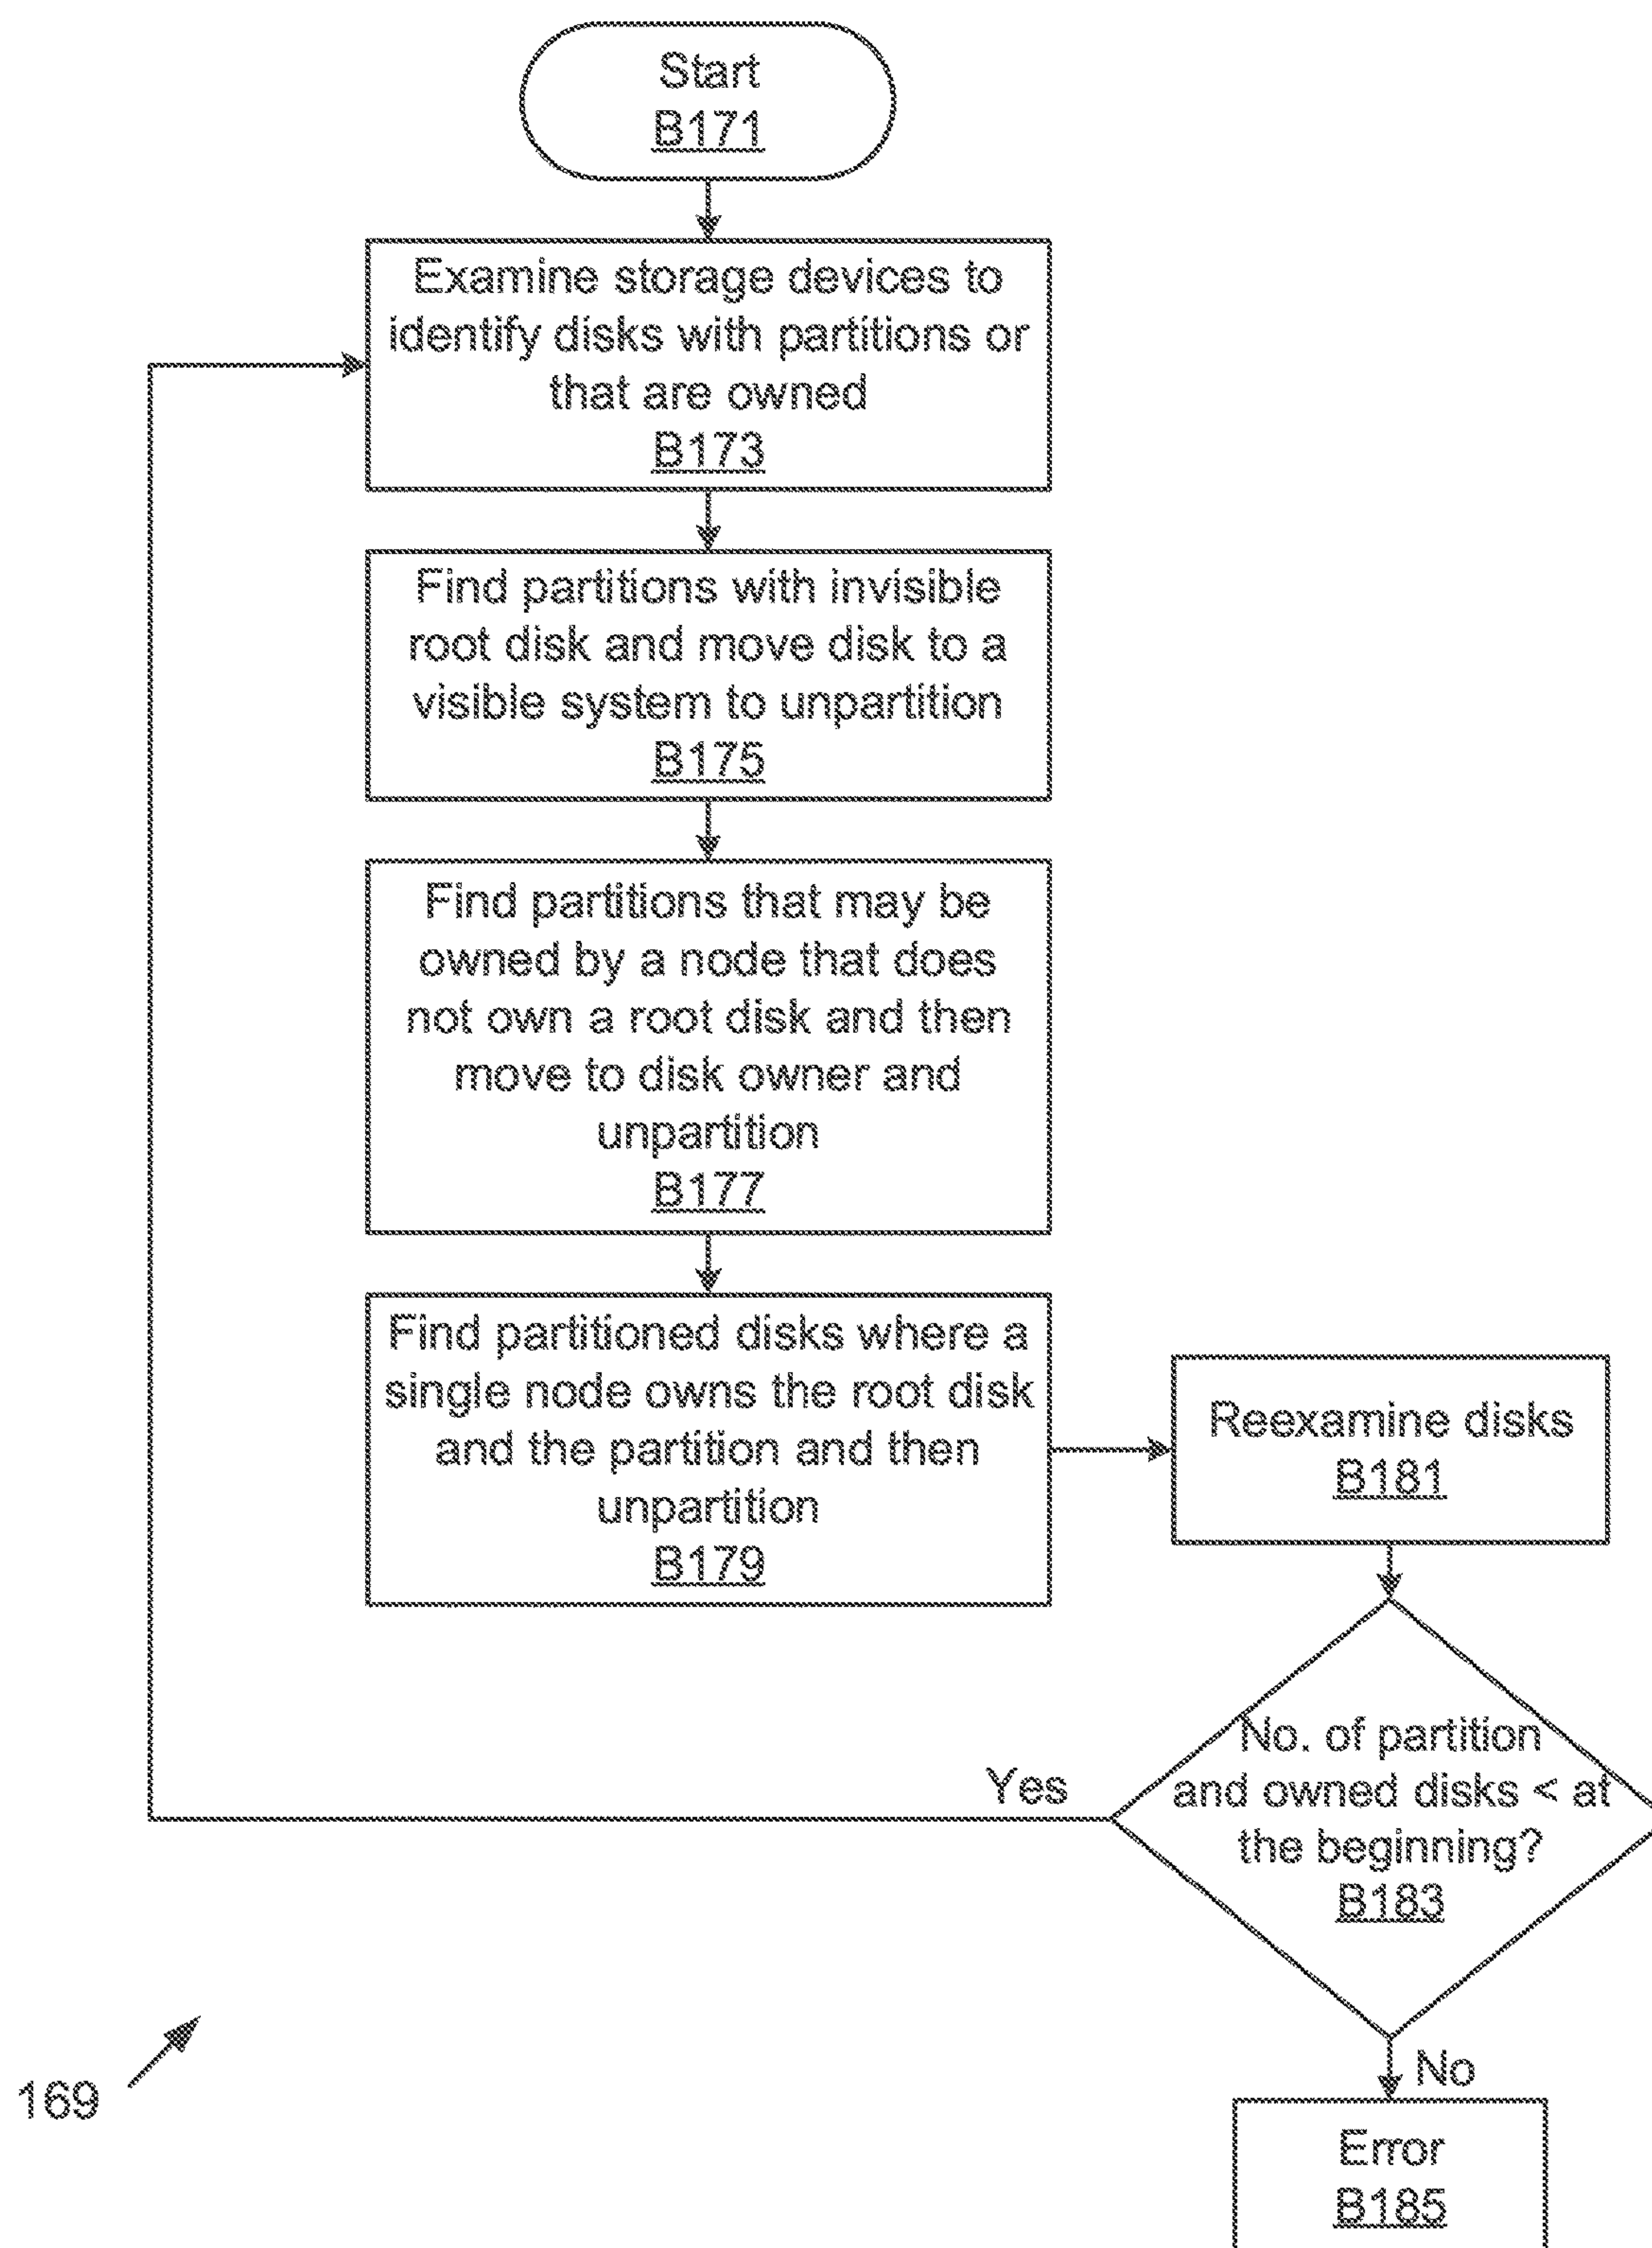 Start
B171
Examine storage devices to
identify disks with partitions or
that are owned
B173
Find partitions with invisible
root disk and move disk to a
visible system to unpartition
B175
Find partitions that may be
owned by a node that does
not own a root disk and then
move to disk owner and
unpartition
B177
Find partitioned disks where a
single node owns the root disk
and the partition and then
unpartition
B179
Reexamine disks
B181
No. of partition
and owned disks < at
the beginning?
B183
Yes
No
Error
B185
169